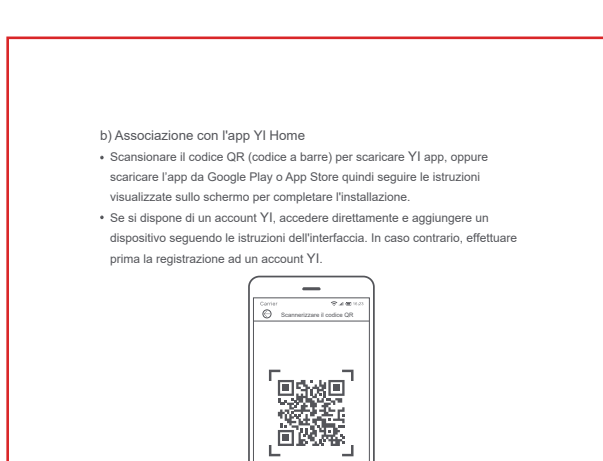 b) Associazione con l'app YI Home
• Scansionare il codice QR (codice a barre) per scaricare YI app, oppure
scaricare l'app da Google Play o App Store quindi seguire le istruzioni
visualizzate sullo schermo per completare l'installazione.
• Se si dispone di un account YI, accedere direttamente e aggiungere un
dispositivo seguendo le istruzioni dell'interfaccia. In caso contrario, effettuare
prima la registrazione ad un account YI.
Carrier
Scannerizzare il codice QR